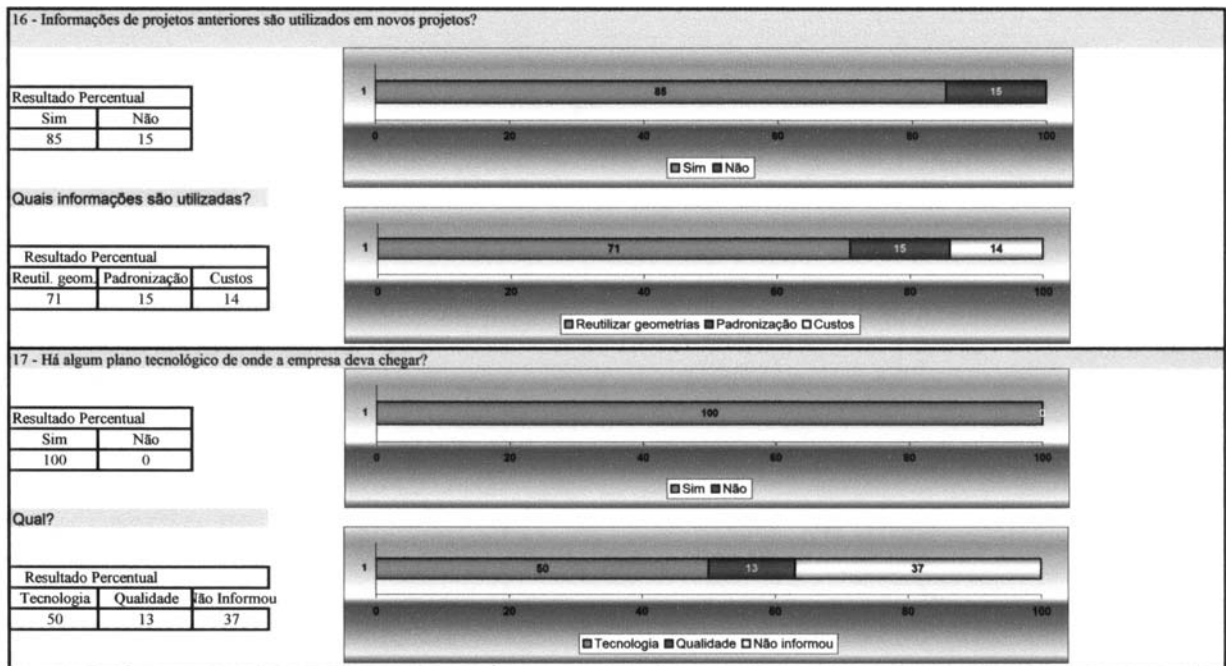 16 - Informações de projetos anteriores são utilizados em novos projetos?
Resultado Percentual
Sim Não
85 15
1 85 15
0 20 40 60 80 100
Sim Não
Quais informações são utilizadas?
Resultado Percentual
Reutil. geom. Padronização Custos
71 15 14
1 71 15 14
0 20 40 60 80 100
Reutilizar geometrias Padronização Custos
17 - Há algum plano tecnológico de onde a empresa deva chegar?
Resultado Percentual
Sim Não
100 0
1 100 0
0 20 40 60 80 100
Sim Não
Qual?
Resultado Percentual
Tecnologia Qualidade Não Informou
50 13 37
1 50 13 37
0 20 40 60 80 100
Tecnologia Qualidade Não informou